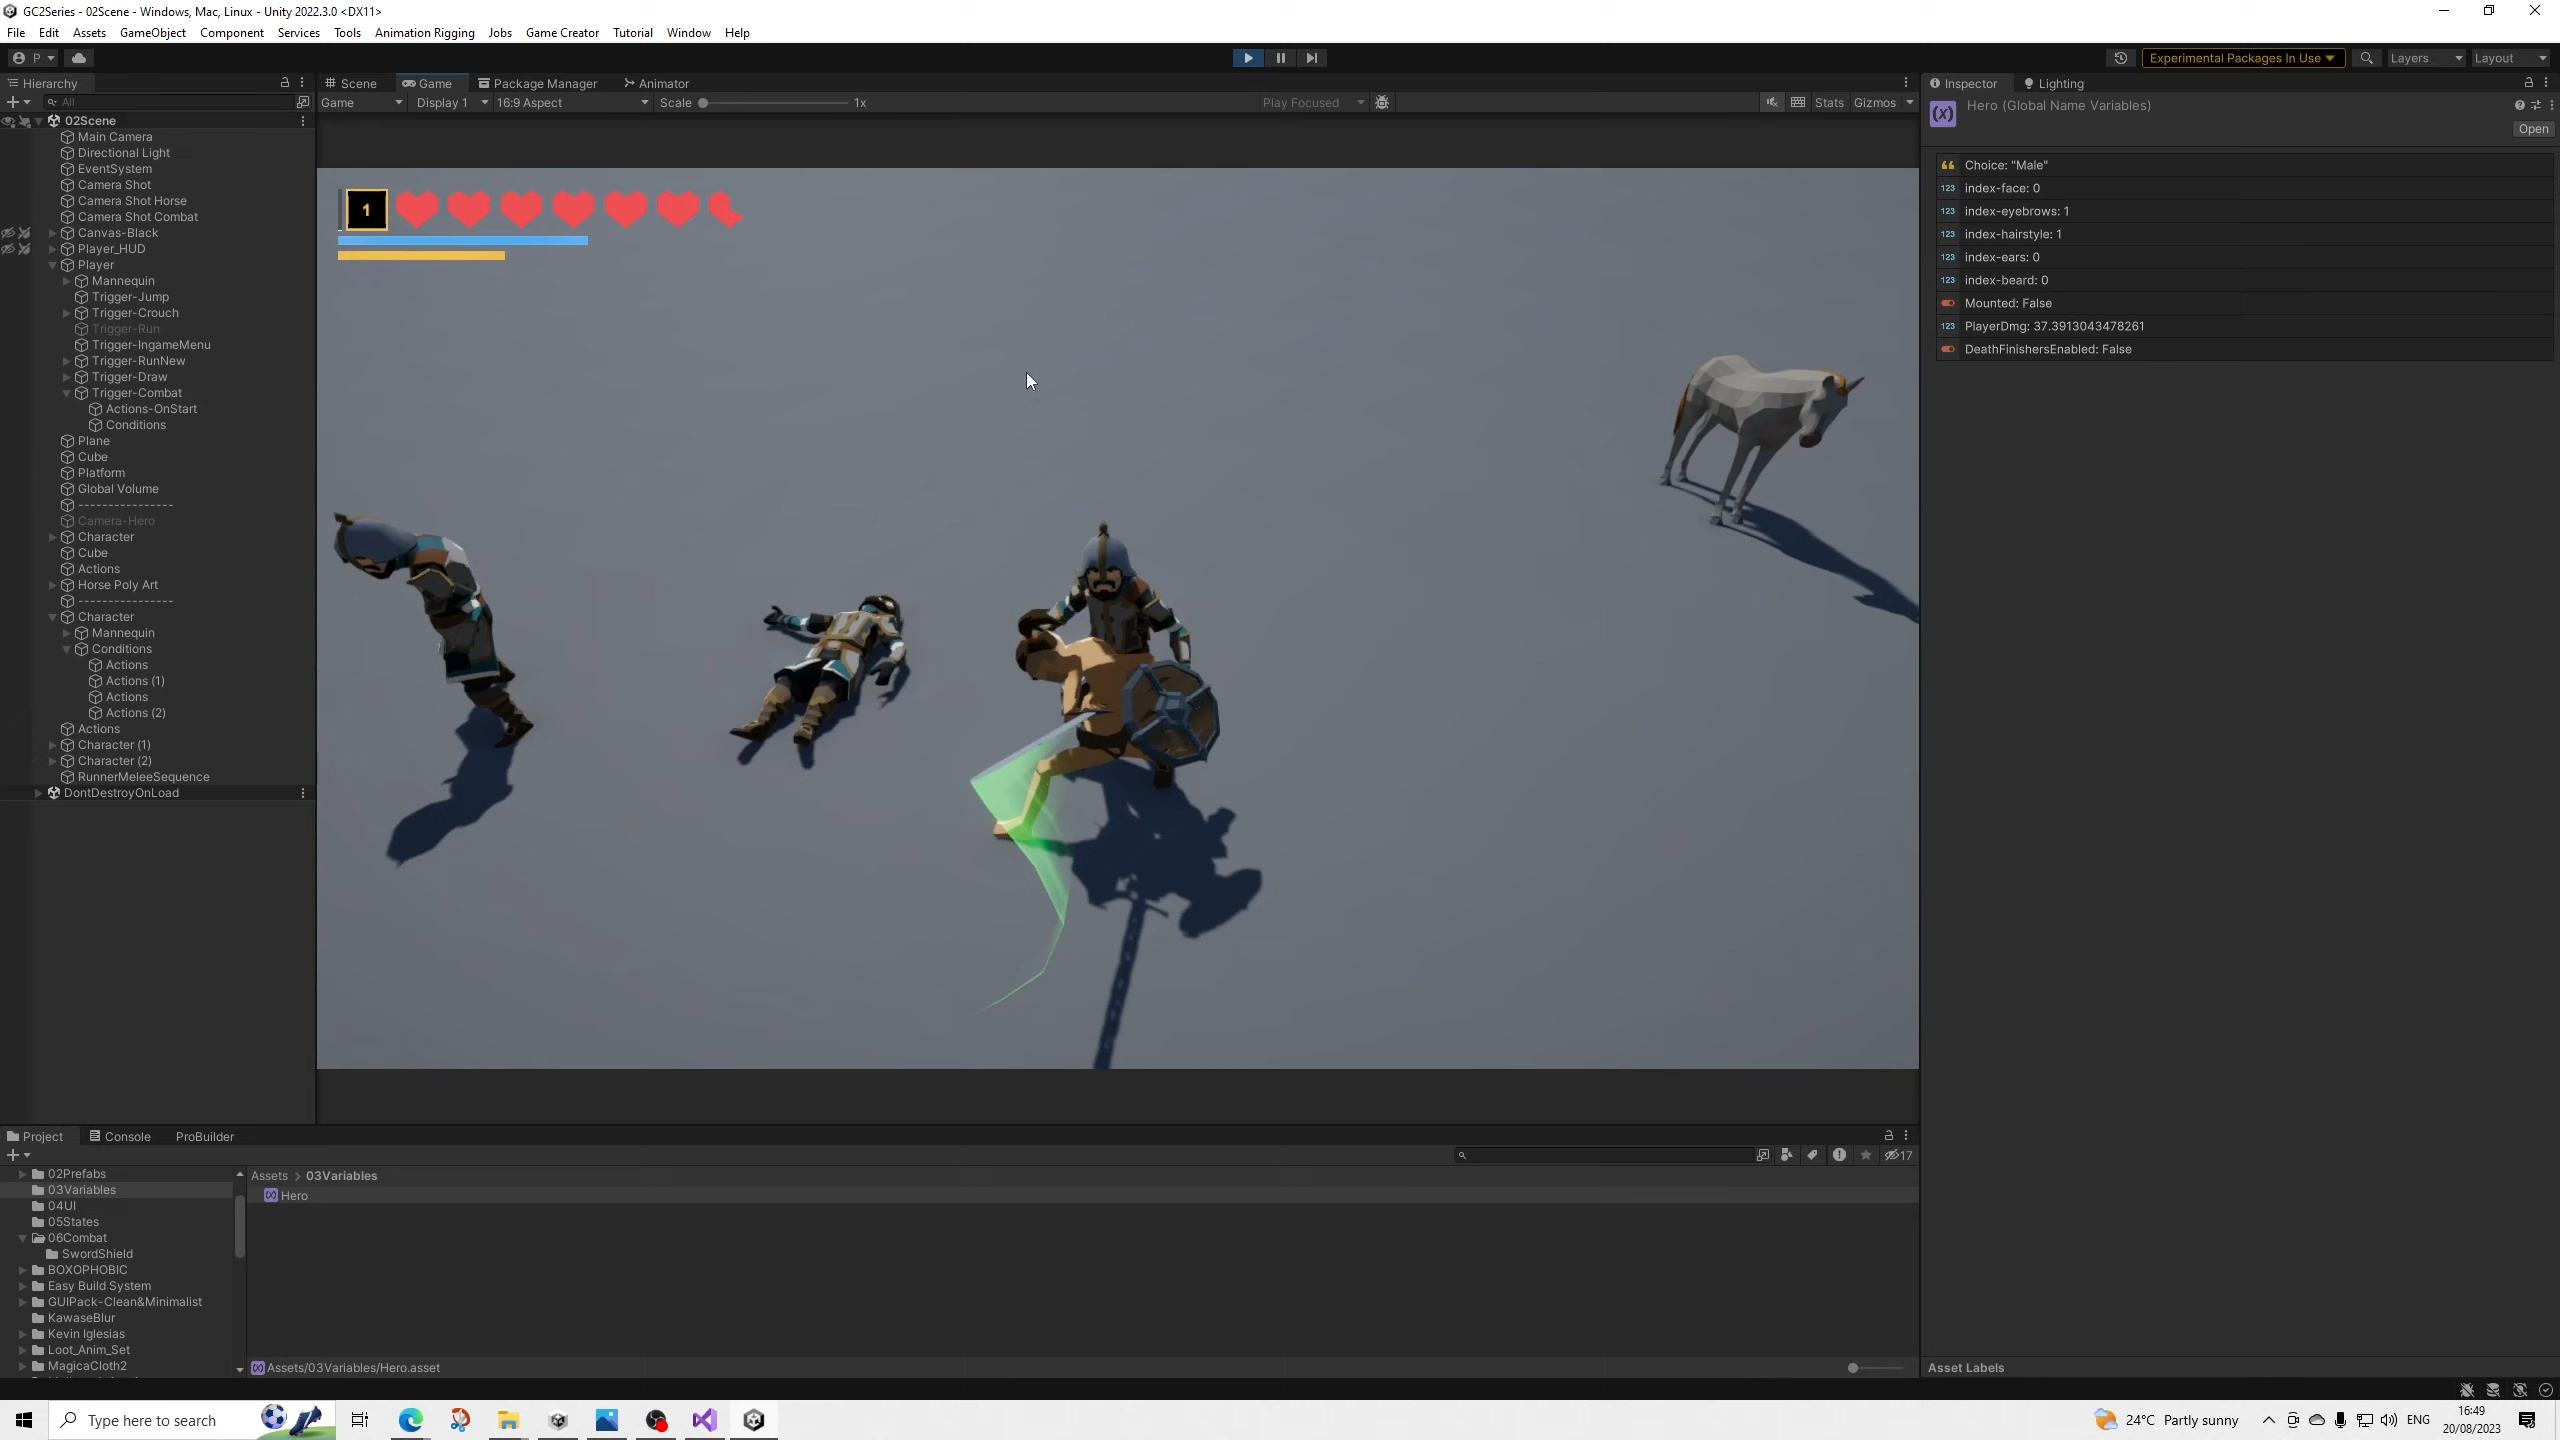 GC2Series - 02Scene - Windows, Mac, Linux - Unity 2022.3.0 <DX11>
File Edit Assets GameObject Component Services Tools Animation Rigging Jobs Game Creator Tutorial Window Help
P Experimental Packages In Use Layers Layout
Hierarchy
All
02Scene
Main Camera
Directional Light
EventSystem
Camera Shot
Camera Shot Horse
Camera Shot Combat
Canvas-Black
Player_HUD
Player
Mannequin
Trigger-Jump
Trigger-Crouch
Trigger-Run
Trigger-IngameMenu
Trigger-RunNew
Trigger-Draw
Trigger-Combat
Actions-OnStart
Conditions
Plane
Cube
Platform
Global Volume
----------------
Camera-Hero
Character
Cube
Actions
Horse Poly Art
----------------
Character
Mannequin
Conditions
Actions
Actions (1)
Actions
Actions (2)
Actions
Character (1)
Character (2)
RunnerMeleeSequence
DontDestroyOnLoad
Scene Game Package Manager Animator
Game Display 1 16:9 Aspect Scale 1x Play Focused Stats Gizmos
1
Inspector Lighting
Hero (Global Name Variables)
Open
Choice: "Male"
123 index-face: 0
123 index-eyebrows: 1
123 index-hairstyle: 1
123 index-ears: 0
123 index-beard: 0
Mounted: False
123 PlayerDmg: 37.3913043478261
DeathFinishersEnabled: False
Asset Labels
Project Console ProBuilder
17
02Prefabs
03Variables
04UI
05States
06Combat
SwordShield
BOXOPHOBIC
Easy Build System
GUIPack-Clean&Minimalist
KawaseBlur
Kevin Iglesias
Loot_Anim_Set
MagicaCloth2
Assets > 03Variables
Hero
Assets/03Variables/Hero.asset
Type here to search
24°C Partly sunny
ENG
16:49
20/08/2023